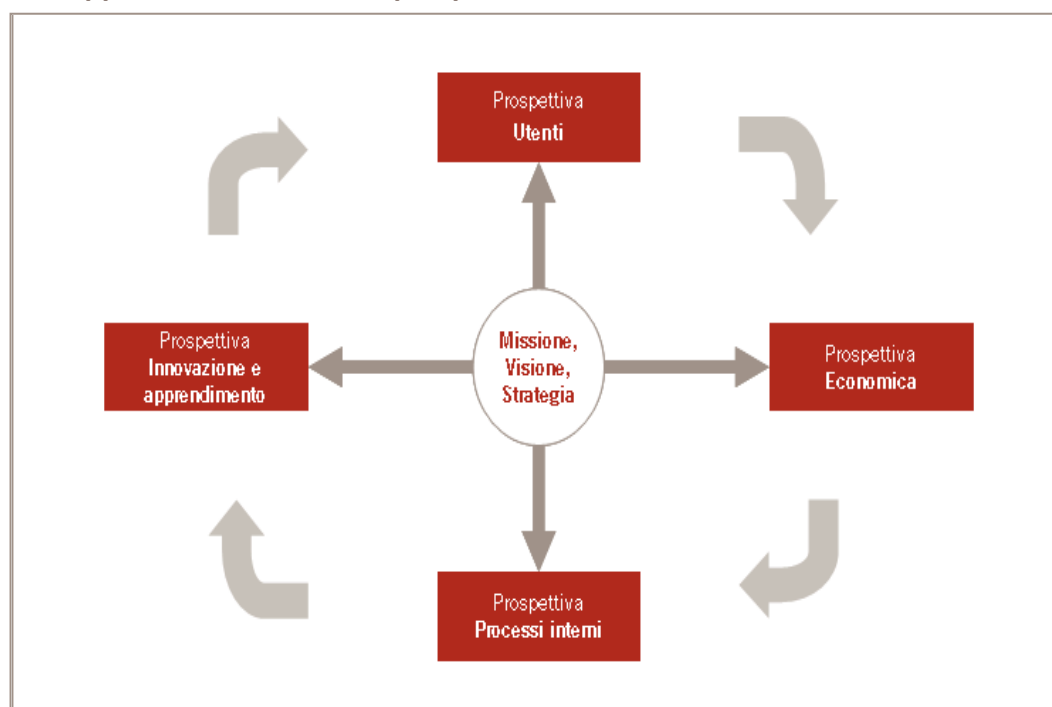 Prospettiva
Utenti
Prospettiva
Innovazione e
apprendimento
Missione,
Visione,
Strategia
Prospettiva
Economica
Prospettiva
Processi interni